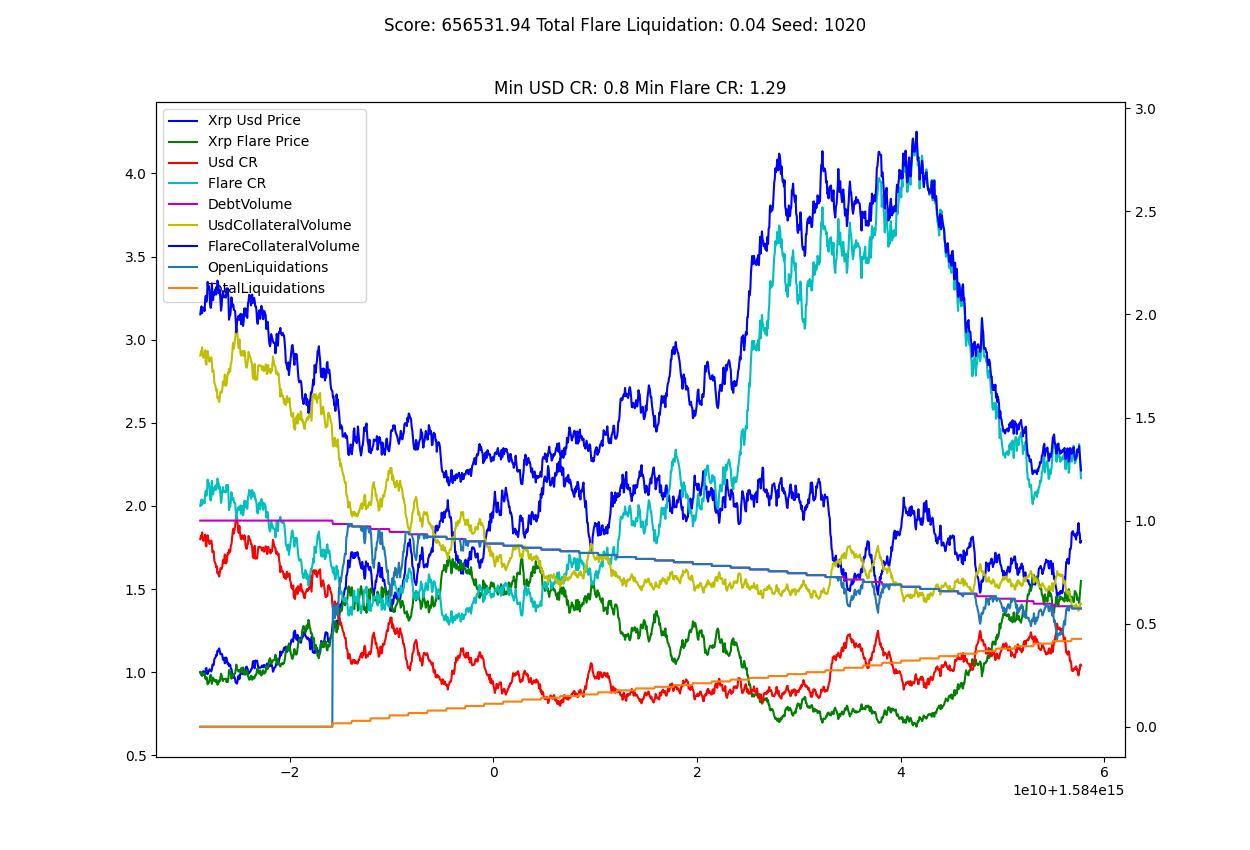 Score: 656531.94 Total Flare Liquidation: 0.04 Seed: 1020
Min USD CR: 0.8 Min Flare CR: 1.29
Xrp Usd Price
Xrp Flare Price
Usd CR
Flare CR
DebtVolume
UsdCollateralVolume
FlareCollateralVolume
OpenLiquidations
TotalLiquidations
4.0
3.5
3.0
2.5
2.0
1.5
1.0
0.5
3.0
2.5
2.0
1.5
1.0
0.5
0.0
−2
0
2
4
6
1e10+1.584e15